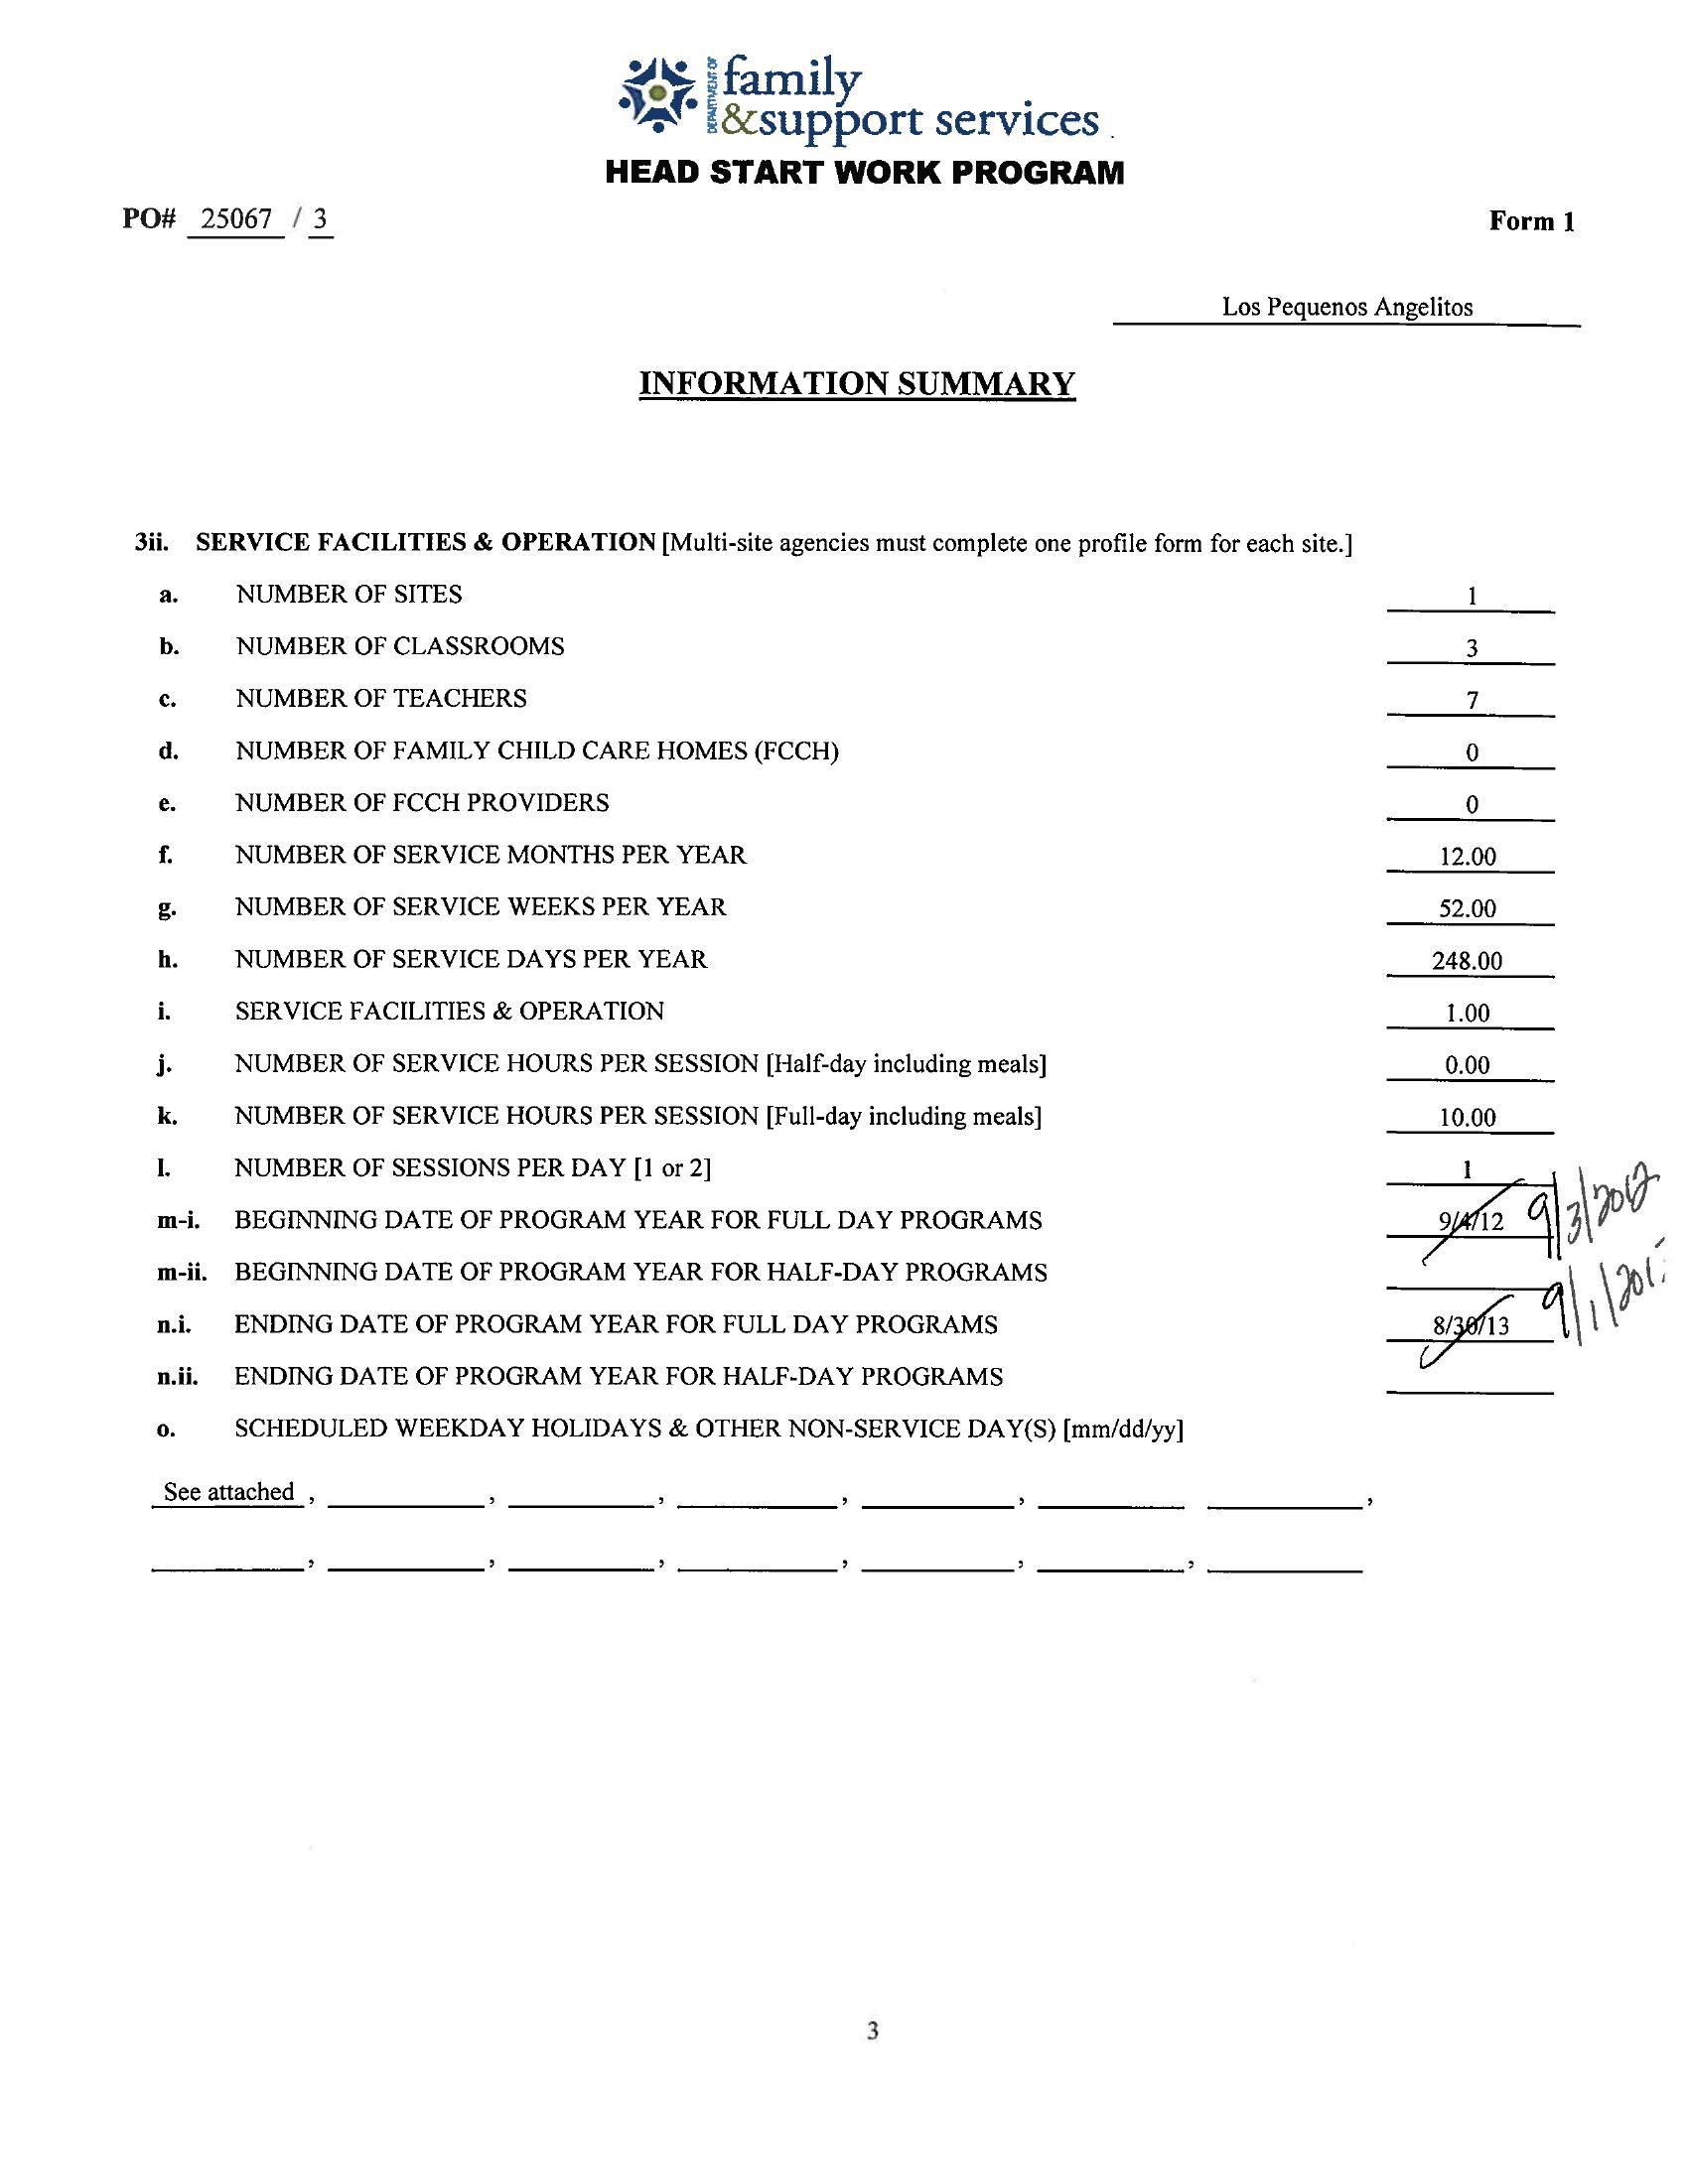 DEPARTMENT OF
family
&support services
HEAD START WORK PROGRAM
PO# 25067 / 3 Form 1
Los Pequenos Angelitos
INFORMATION SUMMARY
3ii. SERVICE FACILITIES & OPERATION [Multi-site agencies must complete one profile form for each site.]
a. NUMBER OF SITES 1
b. NUMBER OF CLASSROOMS 3
c. NUMBER OF TEACHERS 7
d. NUMBER OF FAMILY CHILD CARE HOMES (FCCH) 0
e. NUMBER OF FCCH PROVIDERS 0
f. NUMBER OF SERVICE MONTHS PER YEAR 12.00
g. NUMBER OF SERVICE WEEKS PER YEAR 52.00
h. NUMBER OF SERVICE DAYS PER YEAR 248.00
i. SERVICE FACILITIES & OPERATION 1.00
j. NUMBER OF SERVICE HOURS PER SESSION [Half-day including meals] 0.00
k. NUMBER OF SERVICE HOURS PER SESSION [Full-day including meals] 10.00
l. NUMBER OF SESSIONS PER DAY [1 or 2] 1
m-i. BEGINNING DATE OF PROGRAM YEAR FOR FULL DAY PROGRAMS 9/4/12 9/3/2012
m-ii. BEGINNING DATE OF PROGRAM YEAR FOR HALF-DAY PROGRAMS
n.i. ENDING DATE OF PROGRAM YEAR FOR FULL DAY PROGRAMS 8/30/13
n.ii. ENDING DATE OF PROGRAM YEAR FOR HALF-DAY PROGRAMS
o. SCHEDULED WEEKDAY HOLIDAYS & OTHER NON-SERVICE DAY(S) [mm/dd/yy]
See attached , , , , , ,
, , , , , ,
3